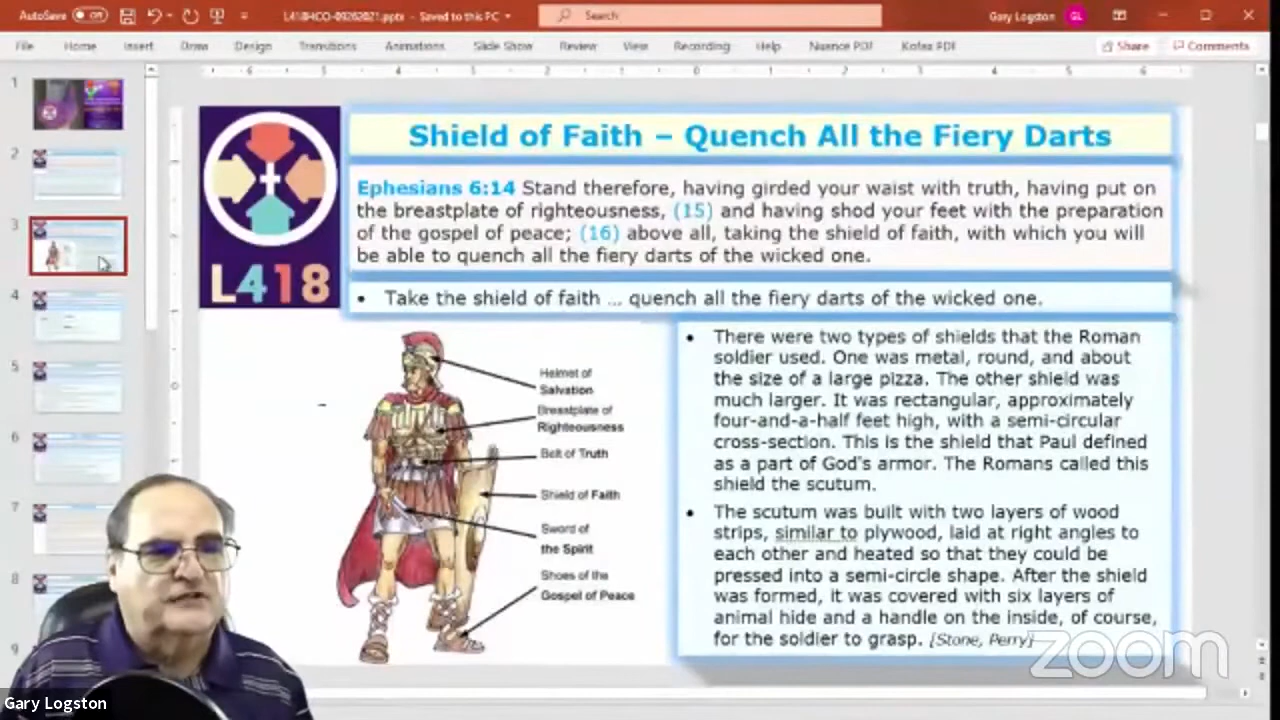 AutoSave Off
L418HCO-09262021.pptx - Saved to this PC
Search
Gary Logston
GL
File Home Insert Draw Design Transitions Animations Slide Show Review View Recording Help Nuance PDF Kofax PDF
Share Comments
1
2
3
4
5
6
7
8
9
L418
Shield of Faith – Quench All the Fiery Darts
Ephesians 6:14 Stand therefore, having girded your waist with truth, having put on
the breastplate of righteousness, (15) and having shod your feet with the preparation
of the gospel of peace; (16) above all, taking the shield of faith, with which you will
be able to quench all the fiery darts of the wicked one.
• Take the shield of faith ... quench all the fiery darts of the wicked one.
Helmet of
Salvation
Breastplate of
Righteousness
Belt of Truth
Shield of Faith
Sword of
the Spirit
Shoes of the
Gospel of Peace
• There were two types of shields that the Roman
soldier used. One was metal, round, and about
the size of a large pizza. The other shield was
much larger. It was rectangular, approximately
four-and-a-half feet high, with a semi-circular
cross-section. This is the shield that Paul defined
as a part of God's armor. The Romans called this
shield the scutum.
• The scutum was built with two layers of wood
strips, similar to plywood, laid at right angles to
each other and heated so that they could be
pressed into a semi-circle shape. After the shield
was formed, it was covered with six layers of
animal hide and a handle on the inside, of course,
for the soldier to grasp. [Stone, Perry]
zoom
Gary Logston